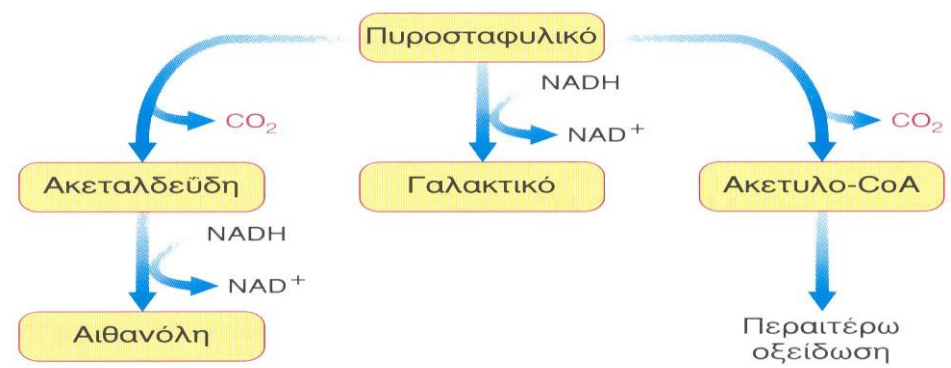 Πυροσταφυλικό
NADH
CO₂
NAD⁺
CO₂
Ακεταλδεΰδη
Γαλακτικό
Ακετυλο-CoA
NADH
NAD⁺
Αιθανόλη
Περαιτέρω
οξείδωση